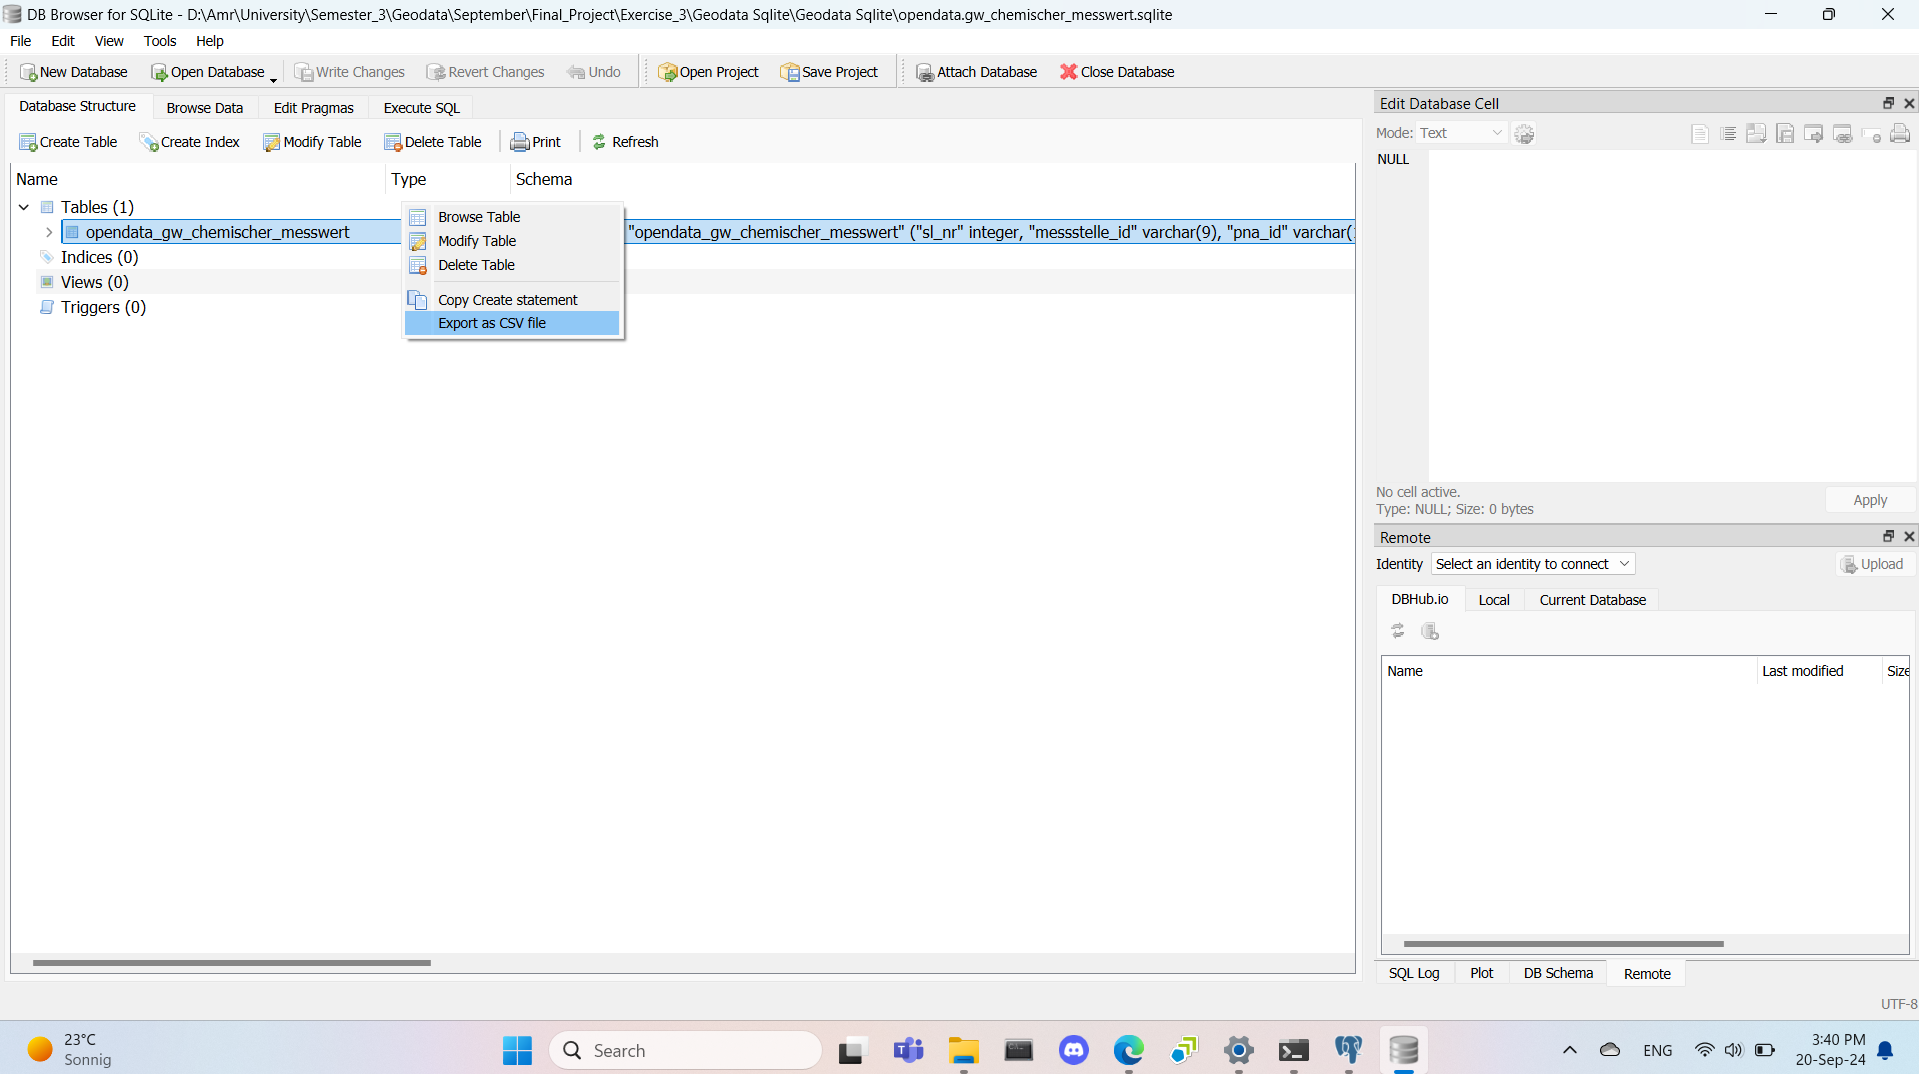 DB Browser for SQLite - D:\Amr\University\Semester_3\Geodata\September\Final_Project\Exercise_3\Geodata Sqlite\Geodata Sqlite\opendata.gw_chemischer_messwert.sqlite
File Edit View Tools Help
New Database Open Database Write Changes Revert Changes Undo Open Project Save Project Attach Database Close Database
Database Structure Browse Data Edit Pragmas Execute SQL
Create Table Create Index Modify Table Delete Table Print Refresh
Name Type Schema
Tables (1)
opendata_gw_chemischer_messwert "opendata_gw_chemischer_messwert" ("sl_nr" integer, "messstelle_id" varchar(9), "pna_id" varchar(
Indices (0)
Views (0)
Triggers (0)
Browse Table
Modify Table
Delete Table
Copy Create statement
Export as CSV file
Edit Database Cell
Mode: Text
NULL
No cell active.
Type: NULL; Size: 0 bytes
Apply
Remote
Identity Select an identity to connect Upload
DBHub.io Local Current Database
Name Last modified Size
SQL Log Plot DB Schema Remote
UTF-8
23°C
Sonnig
Search
ENG
3:40 PM
20-Sep-24